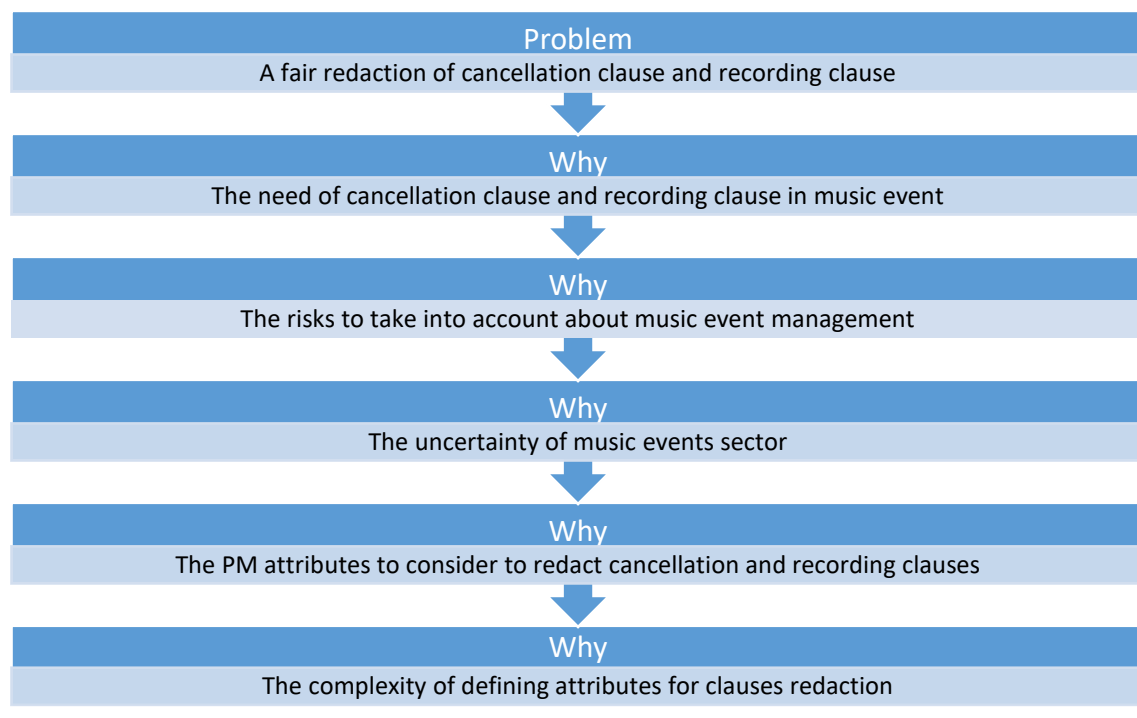 Problem
A fair redaction of cancellation clause and recording clause
Why
The need of cancellation clause and recording clause in music event
Why
The risks to take into account about music event management
Why
The uncertainty of music events sector
Why
The PM attributes to consider to redact cancellation and recording clauses
Why
The complexity of defining attributes for clauses redaction